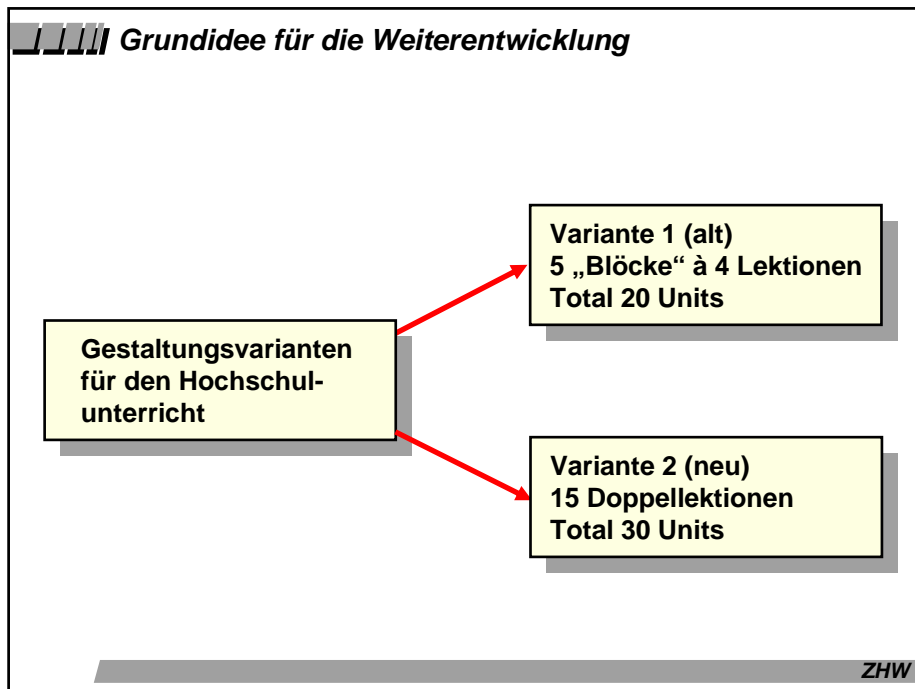 Grundidee für die Weiterentwicklung
Gestaltungsvarianten
für den Hochschul-
unterricht
Variante 1 (alt)
5 „Blöcke“ à 4 Lektionen
Total 20 Units
Variante 2 (neu)
15 Doppellektionen
Total 30 Units
ZHW